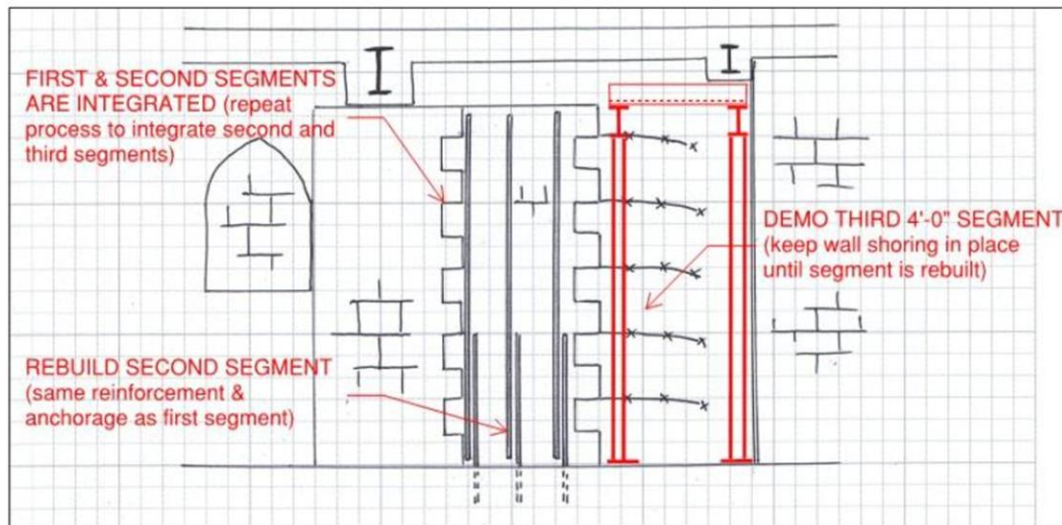 FIRST & SECOND SEGMENTS
ARE INTEGRATED (repeat
process to integrate second and
third segments)
DEMO THIRD 4'-0" SEGMENT
(keep wall shoring in place
until segment is rebuilt)
REBUILD SECOND SEGMENT
(same reinforcement &
anchorage as first segment)